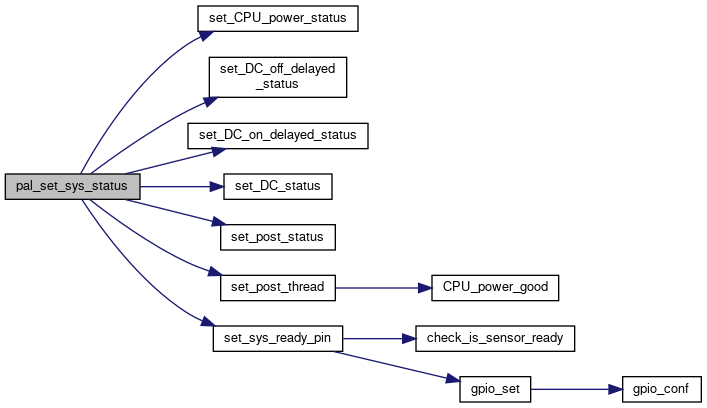 set_CPU_power_status
set_DC_off_delayed
_status
set_DC_on_delayed_status
pal_set_sys_status
set_DC_status
set_post_status
set_post_thread
CPU_power_good
set_sys_ready_pin
check_is_sensor_ready
gpio_set
gpio_conf